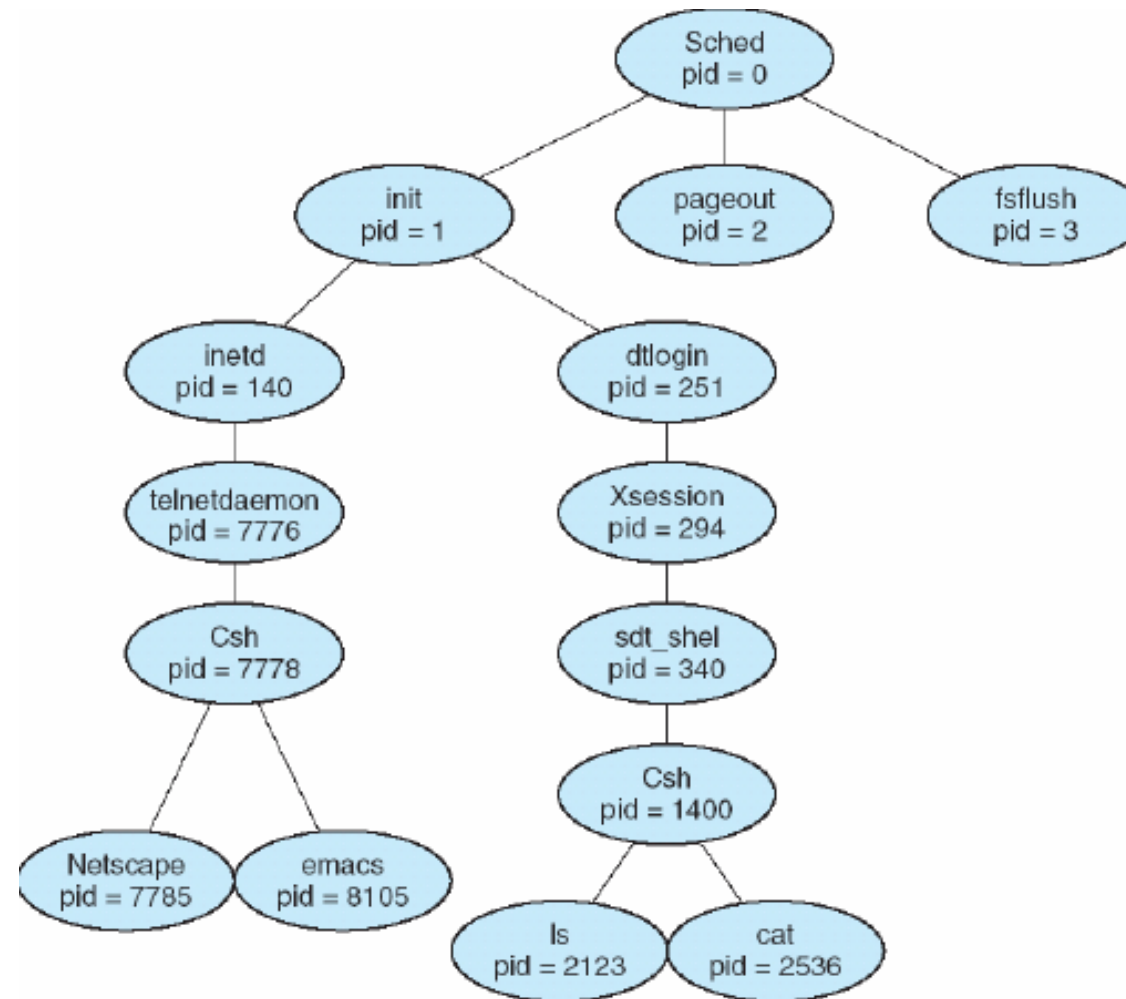 Sched
pid = 0
init
pid = 1
pageout
pid = 2
fsflush
pid = 3
inetd
pid = 140
dtlogin
pid = 251
telnetdaemon
pid = 7776
Xsession
pid = 294
Csh
pid = 7778
sdt_shel
pid = 340
Csh
pid = 1400
Netscape
pid = 7785
emacs
pid = 8105
ls
pid = 2123
cat
pid = 2536